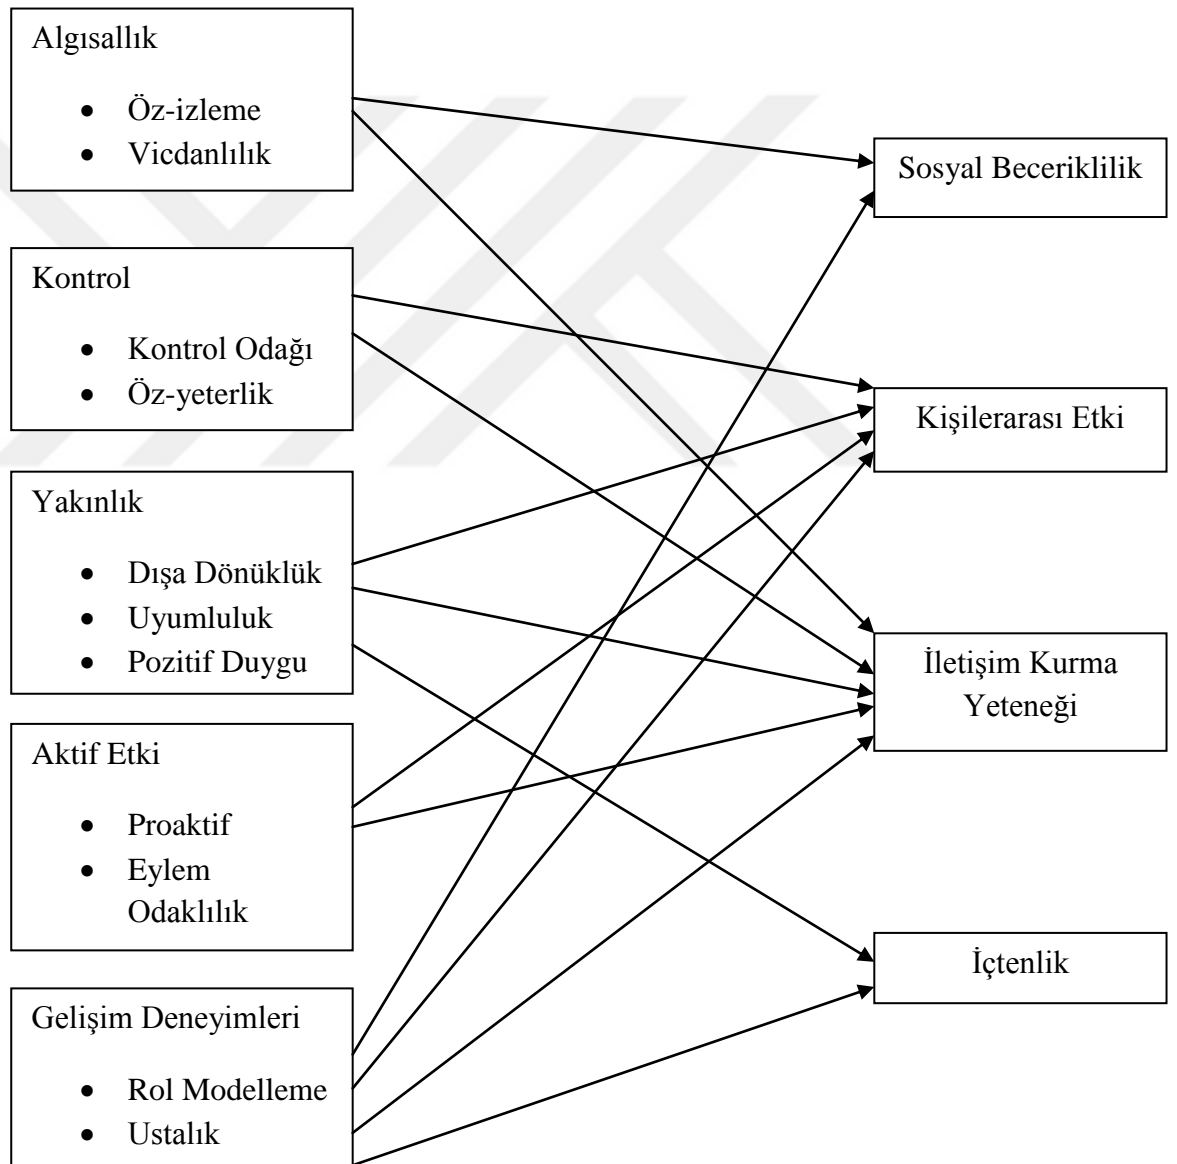 Algısallık
• Öz-izleme
• Vicdanlılık
Kontrol
• Kontrol Odağı
• Öz-yeterlik
Yakınlık
• Dışa Dönüklük
• Uyumluluk
• Pozitif Duygu
Aktif Etki
• Proaktif
• Eylem
Odaklılık
Gelişim Deneyimleri
• Rol Modelleme
• Ustalık
Sosyal Beceriklilik
Kişilerarası Etki
İletişim Kurma
Yeteneği
İçtenlik